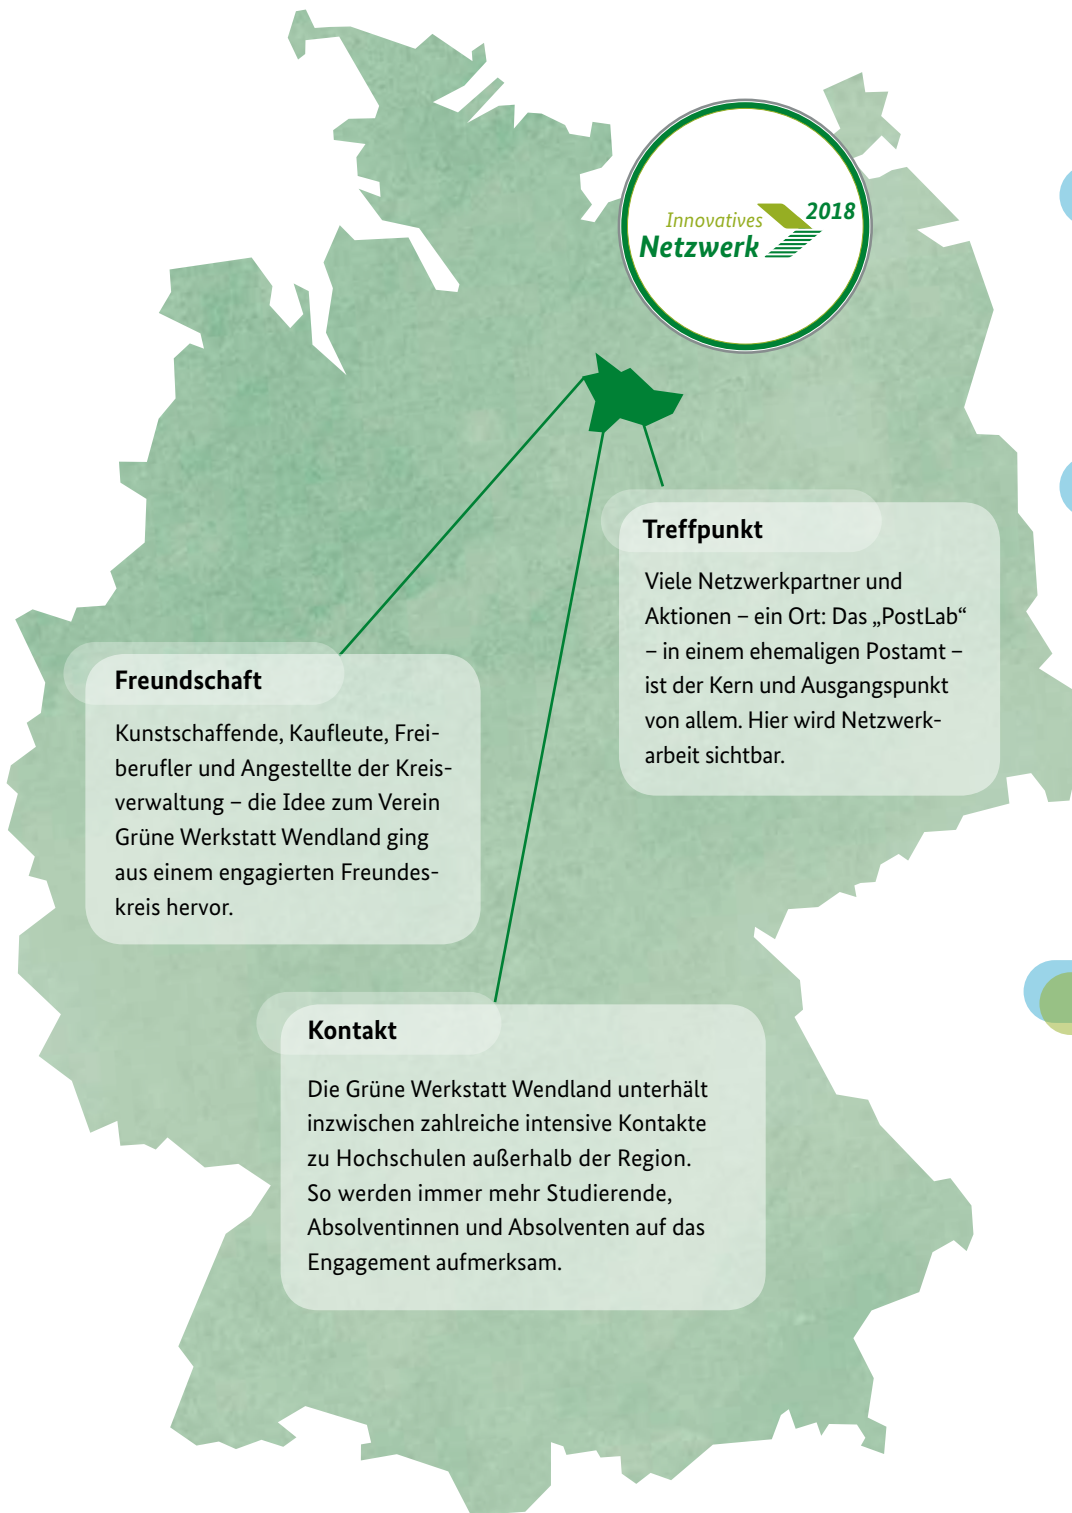 Innovatives 2018
Netzwerk
Treffpunkt
Viele Netzwerkpartner und
Aktionen – ein Ort: Das „PostLab“
– in einem ehemaligen Postamt –
ist der Kern und Ausgangspunkt
von allem. Hier wird Netzwerk-
arbeit sichtbar.
Freundschaft
Kunstschaffende, Kaufleute, Frei-
berufler und Angestellte der Kreis-
verwaltung – die Idee zum Verein
Grüne Werkstatt Wendland ging
aus einem engagierten Freundes-
kreis hervor.
Kontakt
Die Grüne Werkstatt Wendland unterhält
inzwischen zahlreiche intensive Kontakte
zu Hochschulen außerhalb der Region.
So werden immer mehr Studierende,
Absolventinnen und Absolventen auf das
Engagement aufmerksam.